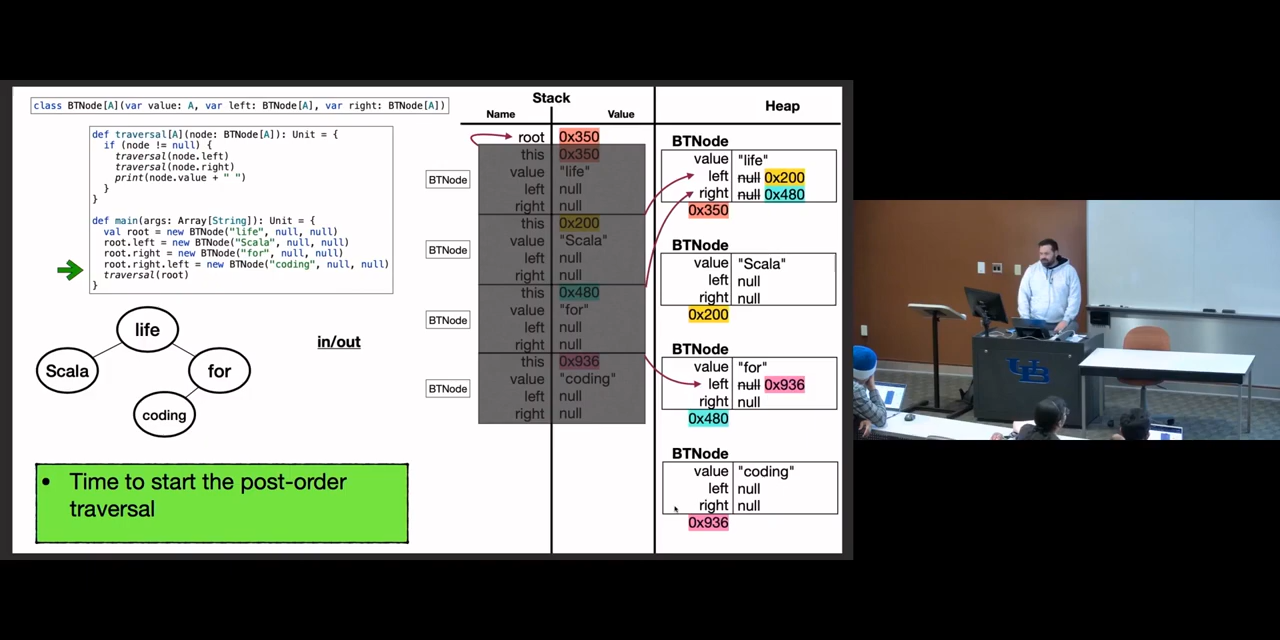 class BTNode[A](var value: A, var left: BTNode[A], var right: BTNode[A])
def traversal[A](node: BTNode[A]): Unit = {
if (node != null) {
traversal(node.left)
traversal(node.right)
print(node.value + " ")
}
}
def main(args: Array[String]): Unit = {
val root = new BTNode("life", null, null)
root.left = new BTNode("Scala", null, null)
root.right = new BTNode("for", null, null)
root.right.left = new BTNode("coding", null, null)
traversal(root)
}
life
Scala
for
coding
in/out
• Time to start the post-order
traversal
Stack
Name Value
root 0x350
this 0x350
BTNode
value "life"
left null
right null
this 0x200
BTNode
value "Scala"
left null
right null
this 0x480
BTNode
value "for"
left null
right null
this 0x936
BTNode
value "coding"
left null
right null
Heap
BTNode
value "life"
left null 0x200
right null 0x480
0x350
BTNode
value "Scala"
left null
right null
0x200
BTNode
value "for"
left null 0x936
right null
0x480
BTNode
value "coding"
left null
right null
0x936
UB